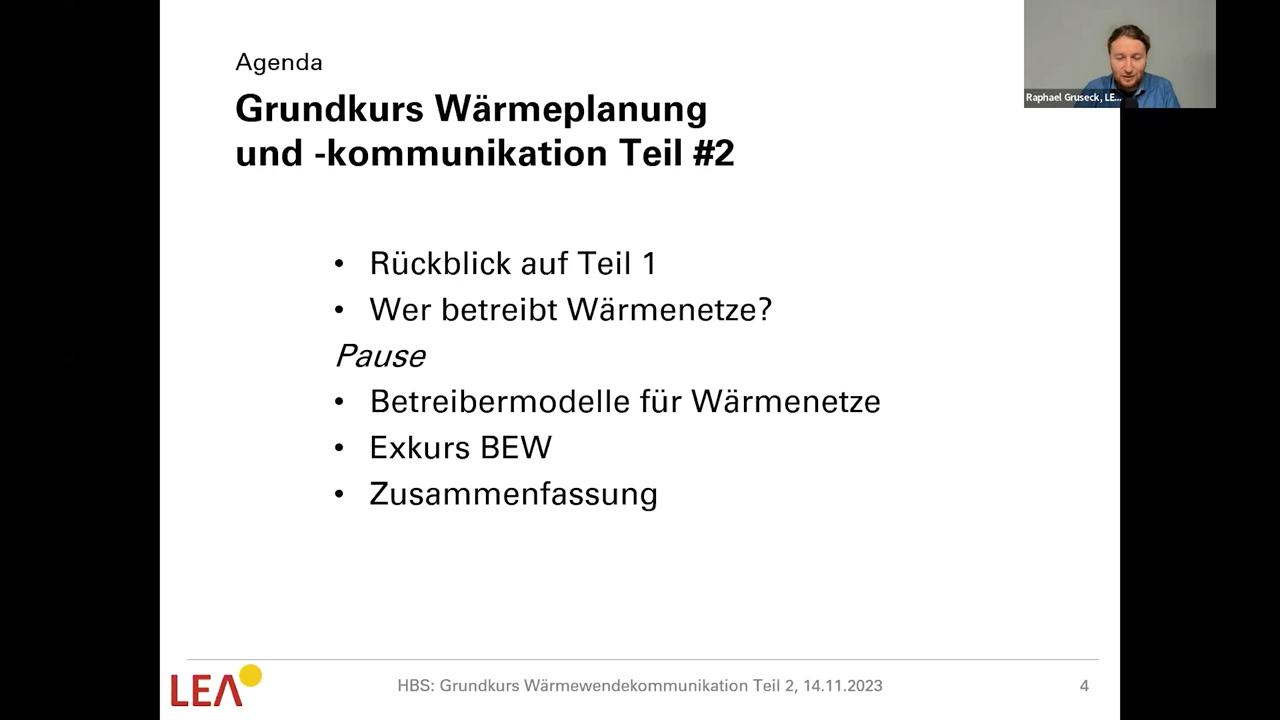 Agenda
Grundkurs Wärmeplanung
und -kommunikation Teil #2
Raphael Gruseck, LE...
• Rückblick auf Teil 1
• Wer betreibt Wärmenetze?
Pause
• Betreibermodelle für Wärmenetze
• Exkurs BEW
• Zusammenfassung
LEA
HBS: Grundkurs Wärmewendekommunikation Teil 2, 14.11.2023
4